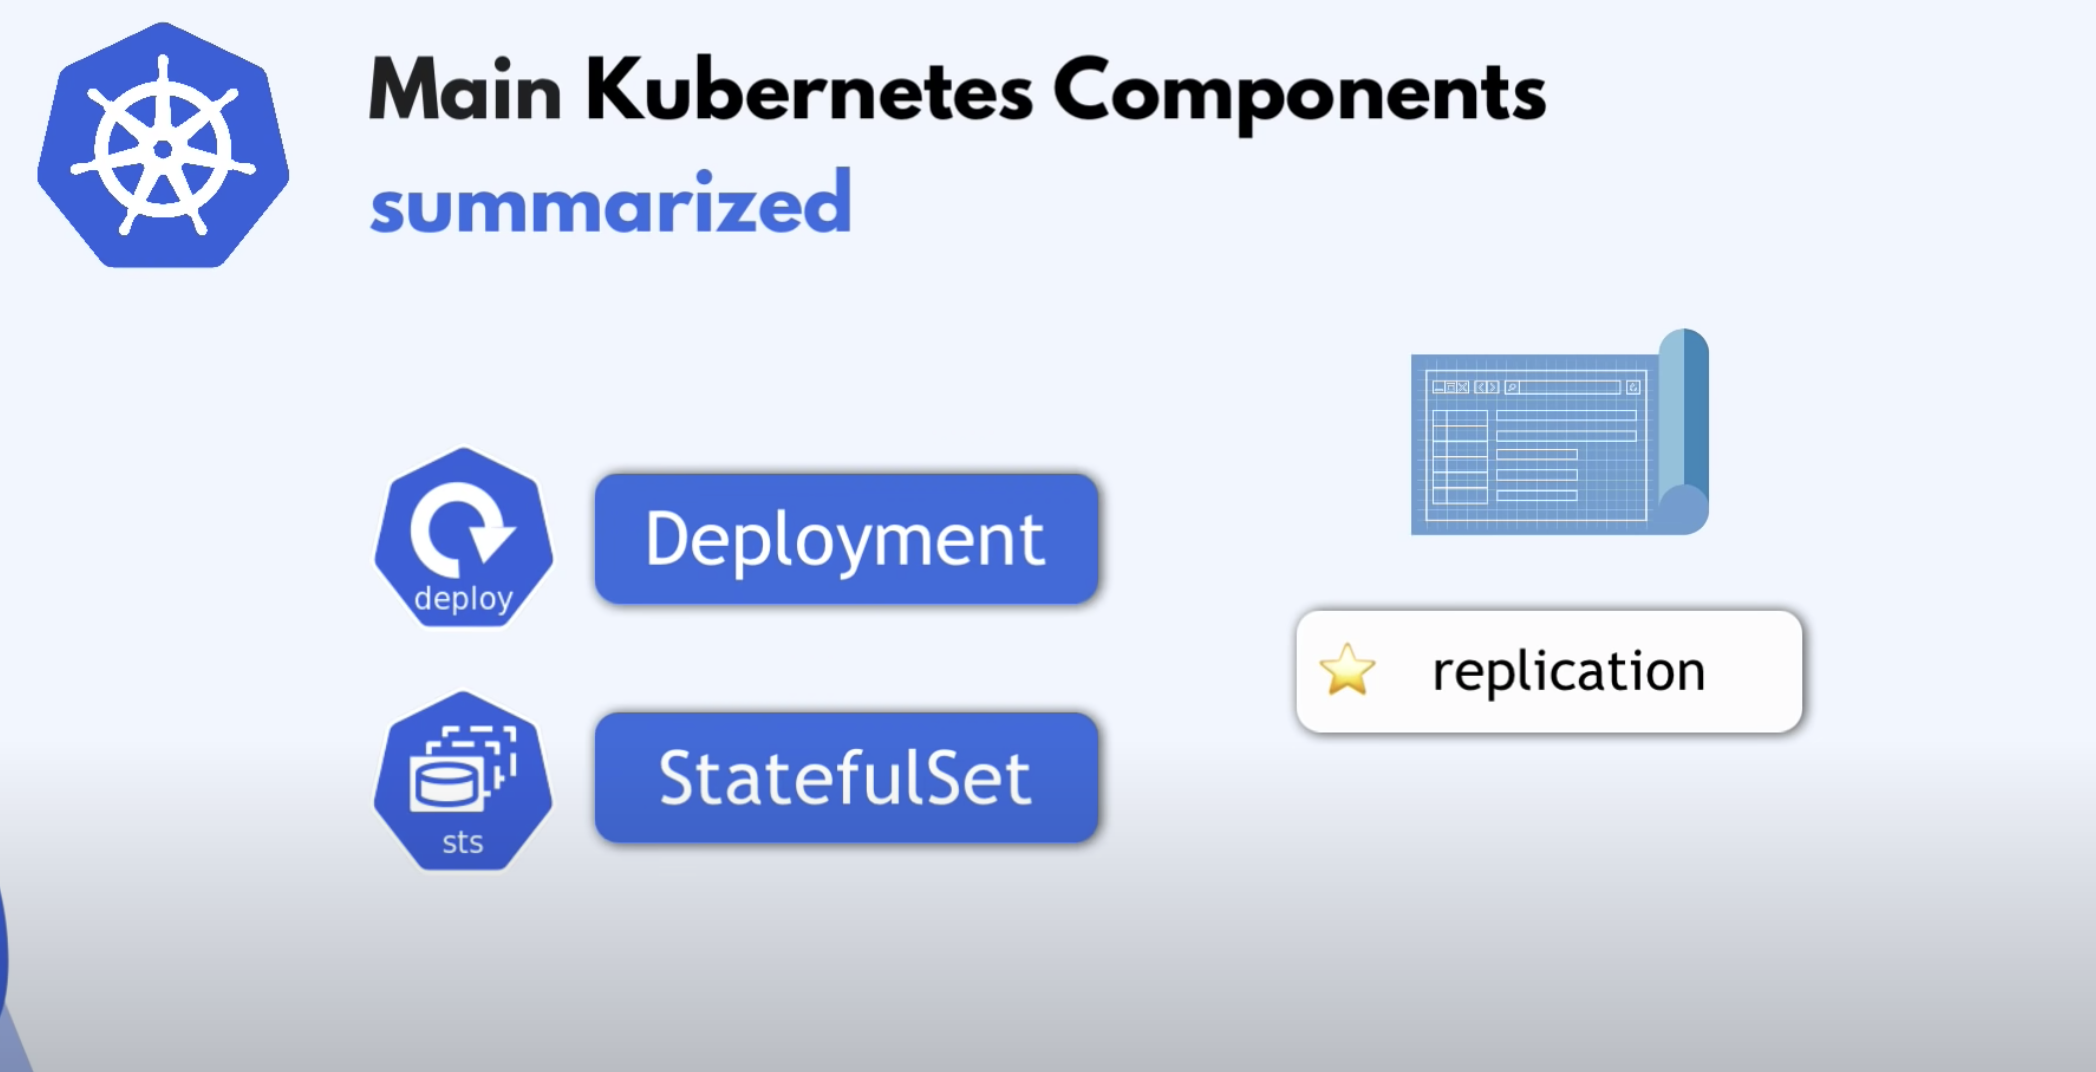 Main Kubernetes Components
summarized
deploy
Deployment
replication
sts
StatefulSet